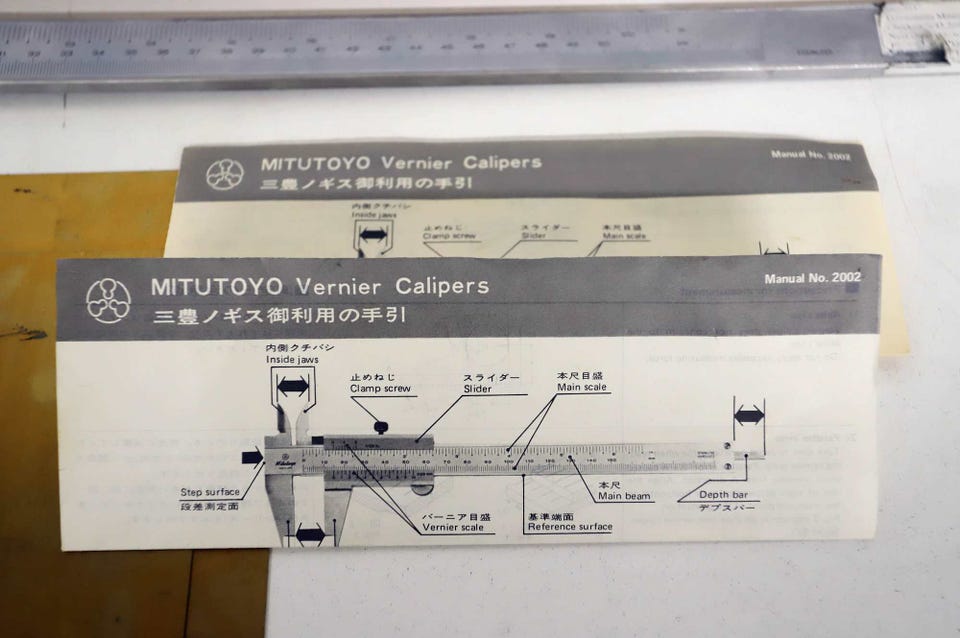 MITUTOYO Vernier Calipers
Manual No. 2002
三豊ノギス御利用の手引
内側クチバシ
Inside jaws
止めねじ
Clamp screw
スライダー
Slider
本尺目盛
Main scale
MITUTOYO Vernier Calipers
Manual No. 2002
三豊ノギス御利用の手引
内側クチバシ
Inside jaws
止めねじ
Clamp screw
スライダー
Slider
本尺目盛
Main scale
Mitutoyo
Step surface
段差測定面
バーニア目盛
Vernier scale
本尺
Main beam
基準端面
Reference surface
Depth bar
デプスバー